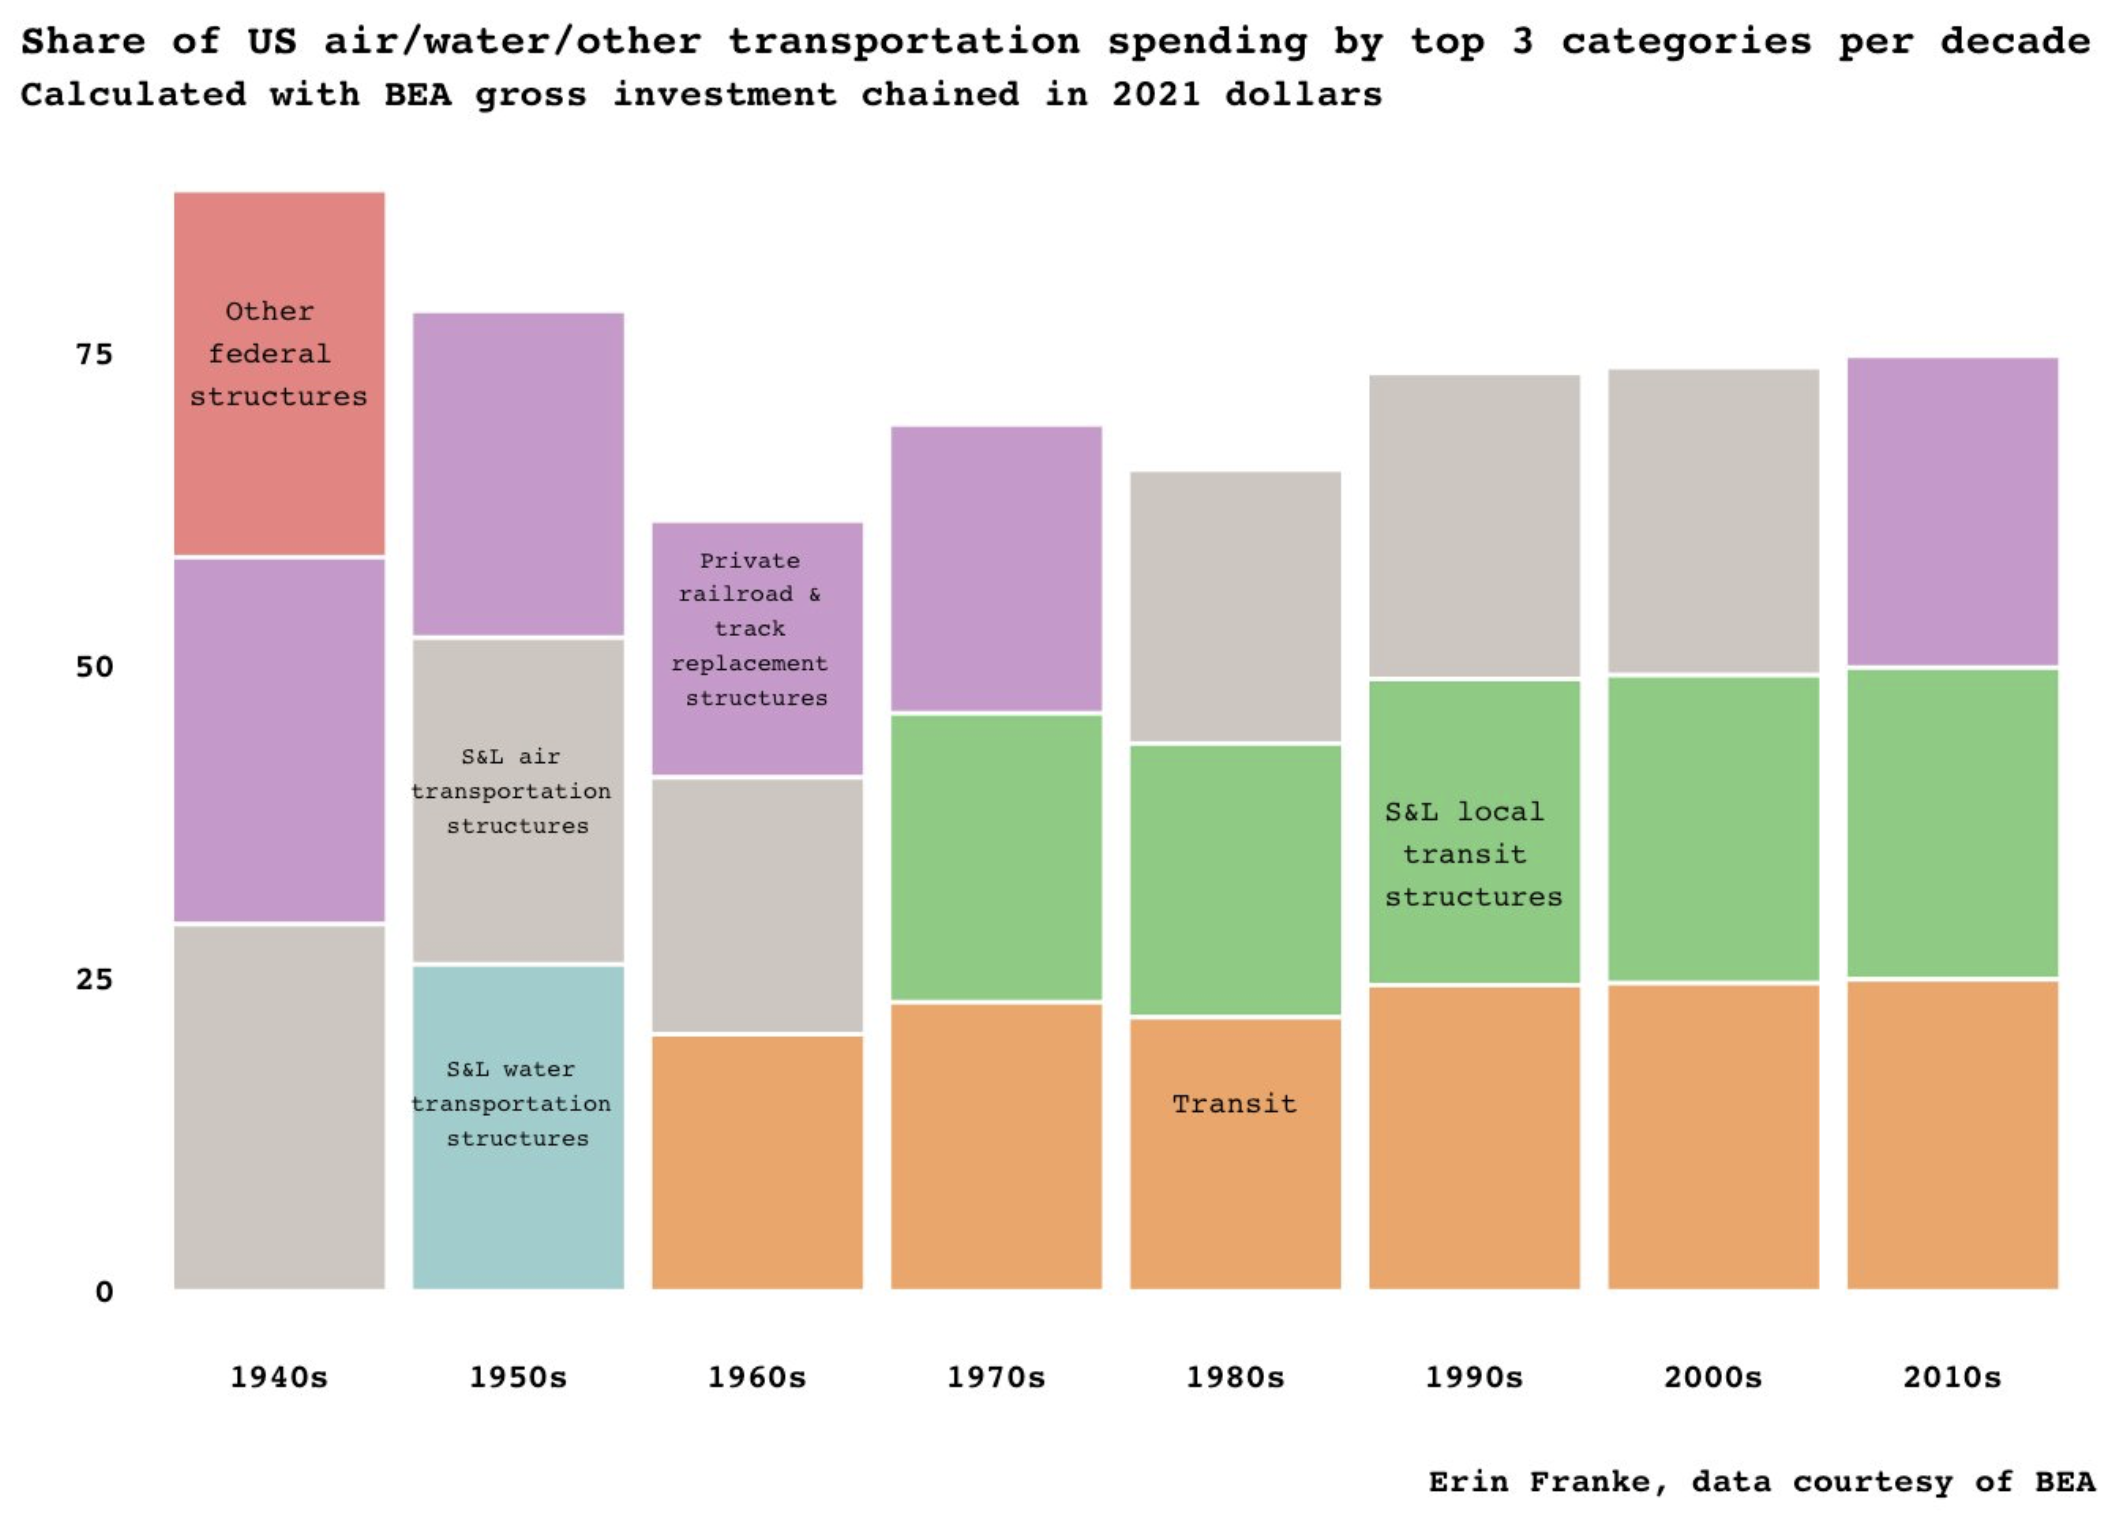 Share of US air/water/other transportation spending by top 3 categories per decade
Calculated with BEA gross investment chained in 2021 dollars
75
50
25
0
Other
federal
structures
S&L air
transportation
structures
S&L water
transportation
structures
Private
railroad &
track
replacement
structures
Transit
S&L local
transit
structures
1940s
1950s
1960s
1970s
1980s
1990s
2000s
2010s
Erin Franke, data courtesy of BEA